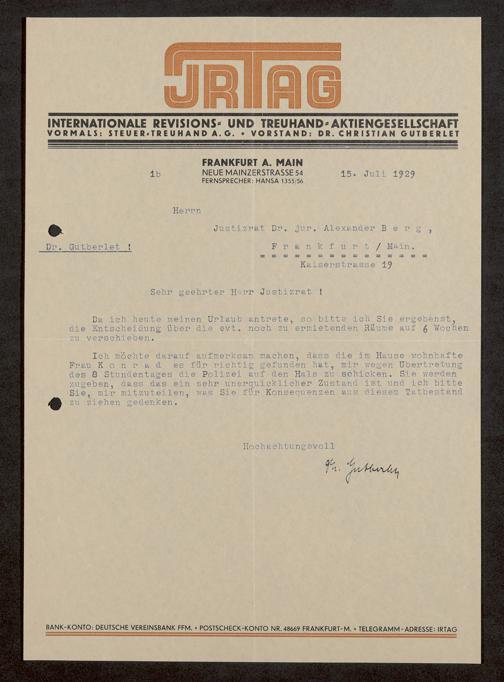 JRTAG
INTERNATIONALE REVISIONS- UND TREUHAND-AKTIENGESELLSCHAFT
VORMALS: STEUER-TREUHAND A. G. • VORSTAND: DR. CHRISTIAN GUTBERLET
FRANKFURT A. MAIN
NEUE MAINZERSTRASSE 54
FERNSPRECHER: HANSA 1355/56
1b
15. Juli 1929
Herrn
Justizrat Dr. jur. Alexander B e r g ,
Dr. Gutberlet !
F r a n k f u r t / Main.
= = = = = = = = = = = = = = =
Kaiserstrasse 19
Sehr geehrter Herr Justizrat !
Da ich heute meinen Urlaub antrete, so bitte ich Sie ergebenst,
die Entscheidung über die evt. noch zu ermietenden Räume auf 6 Wochen
zu verschieben.
Ich möchte darauf aufmerksam machen, dass die im Hause wohnhafte
Frau K o n r a d es für richtig gefunden hat, mir wegen Übertretung
des 8 Stundentages die Polizei auf den Hals zu schicken. Sie werden
zugeben, dass das ein sehr unerquicklicher Zustand ist und ich bitte
Sie, mir mitzuteilen, was Sie für Konsequenzen aus diesem Tatbestand
zu ziehen gedenken.
Hochachtungsvoll
Dr. Gutberlet
BANK-KONTO: DEUTSCHE VEREINSBANK FFM. • POSTSCHECK-KONTO NR. 48669 FRANKFURT-M. • TELEGRAMM-ADRESSE: IRTAG